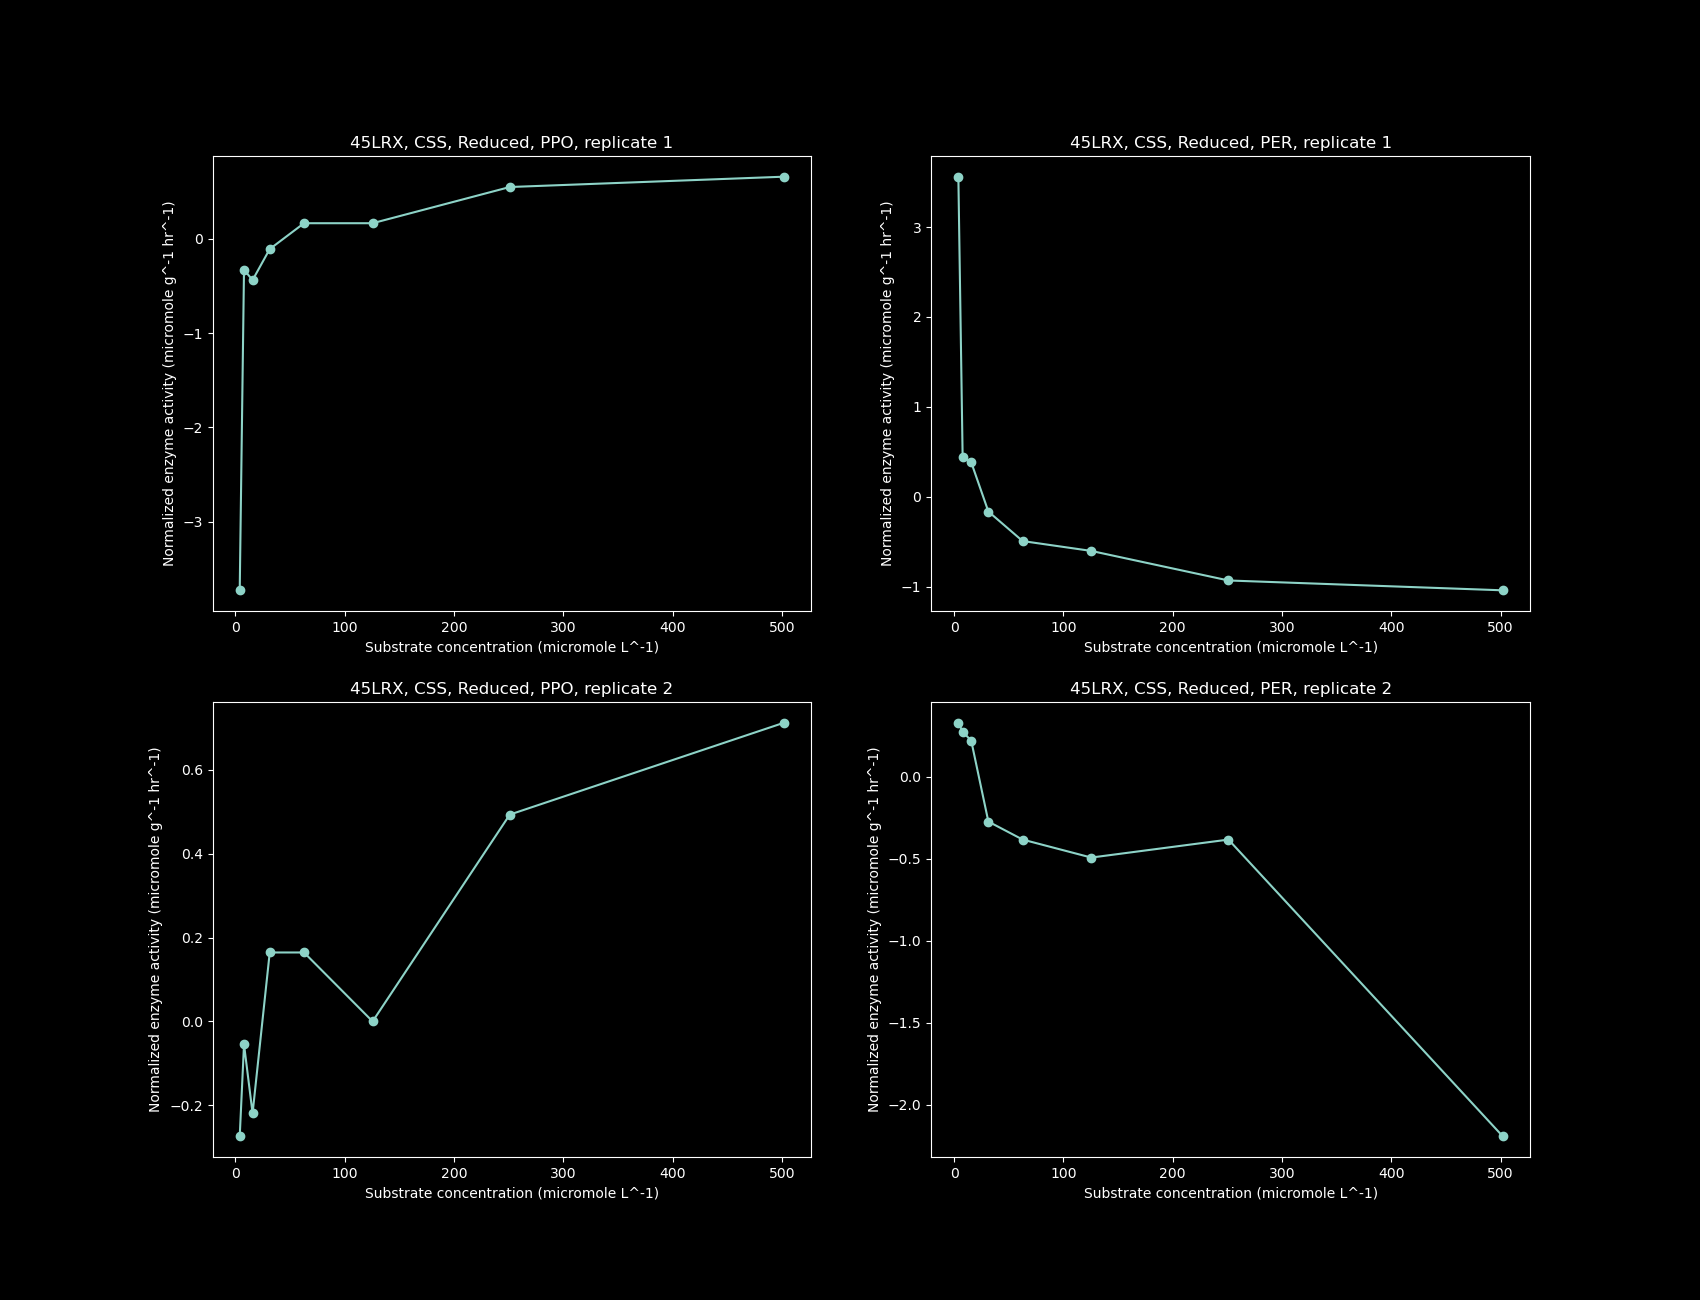 45LRX, CSS, Reduced, PPO, replicate 1
Normalized enzyme activity (micromole g^-1 hr^-1)
0
−1
−2
−3
0 100 200 300 400 500
Substrate concentration (micromole L^-1)
45LRX, CSS, Reduced, PER, replicate 1
Normalized enzyme activity (micromole g^-1 hr^-1)
3
2
1
0
−1
0 100 200 300 400 500
Substrate concentration (micromole L^-1)
45LRX, CSS, Reduced, PPO, replicate 2
Normalized enzyme activity (micromole g^-1 hr^-1)
0.6
0.4
0.2
0.0
−0.2
0 100 200 300 400 500
Substrate concentration (micromole L^-1)
45LRX, CSS, Reduced, PER, replicate 2
Normalized enzyme activity (micromole g^-1 hr^-1)
0.0
−0.5
−1.0
−1.5
−2.0
0 100 200 300 400 500
Substrate concentration (micromole L^-1)